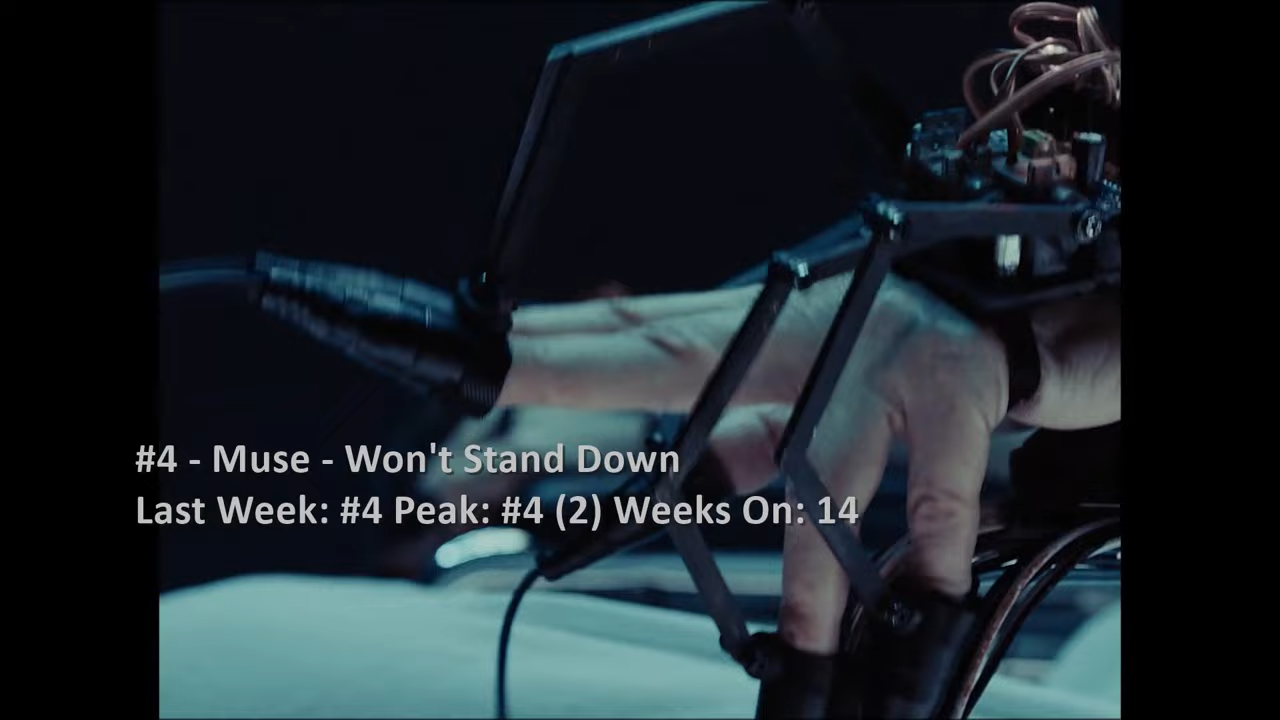 #4 - Muse - Won't Stand Down
Last Week: #4 Peak: #4 (2) Weeks On: 14